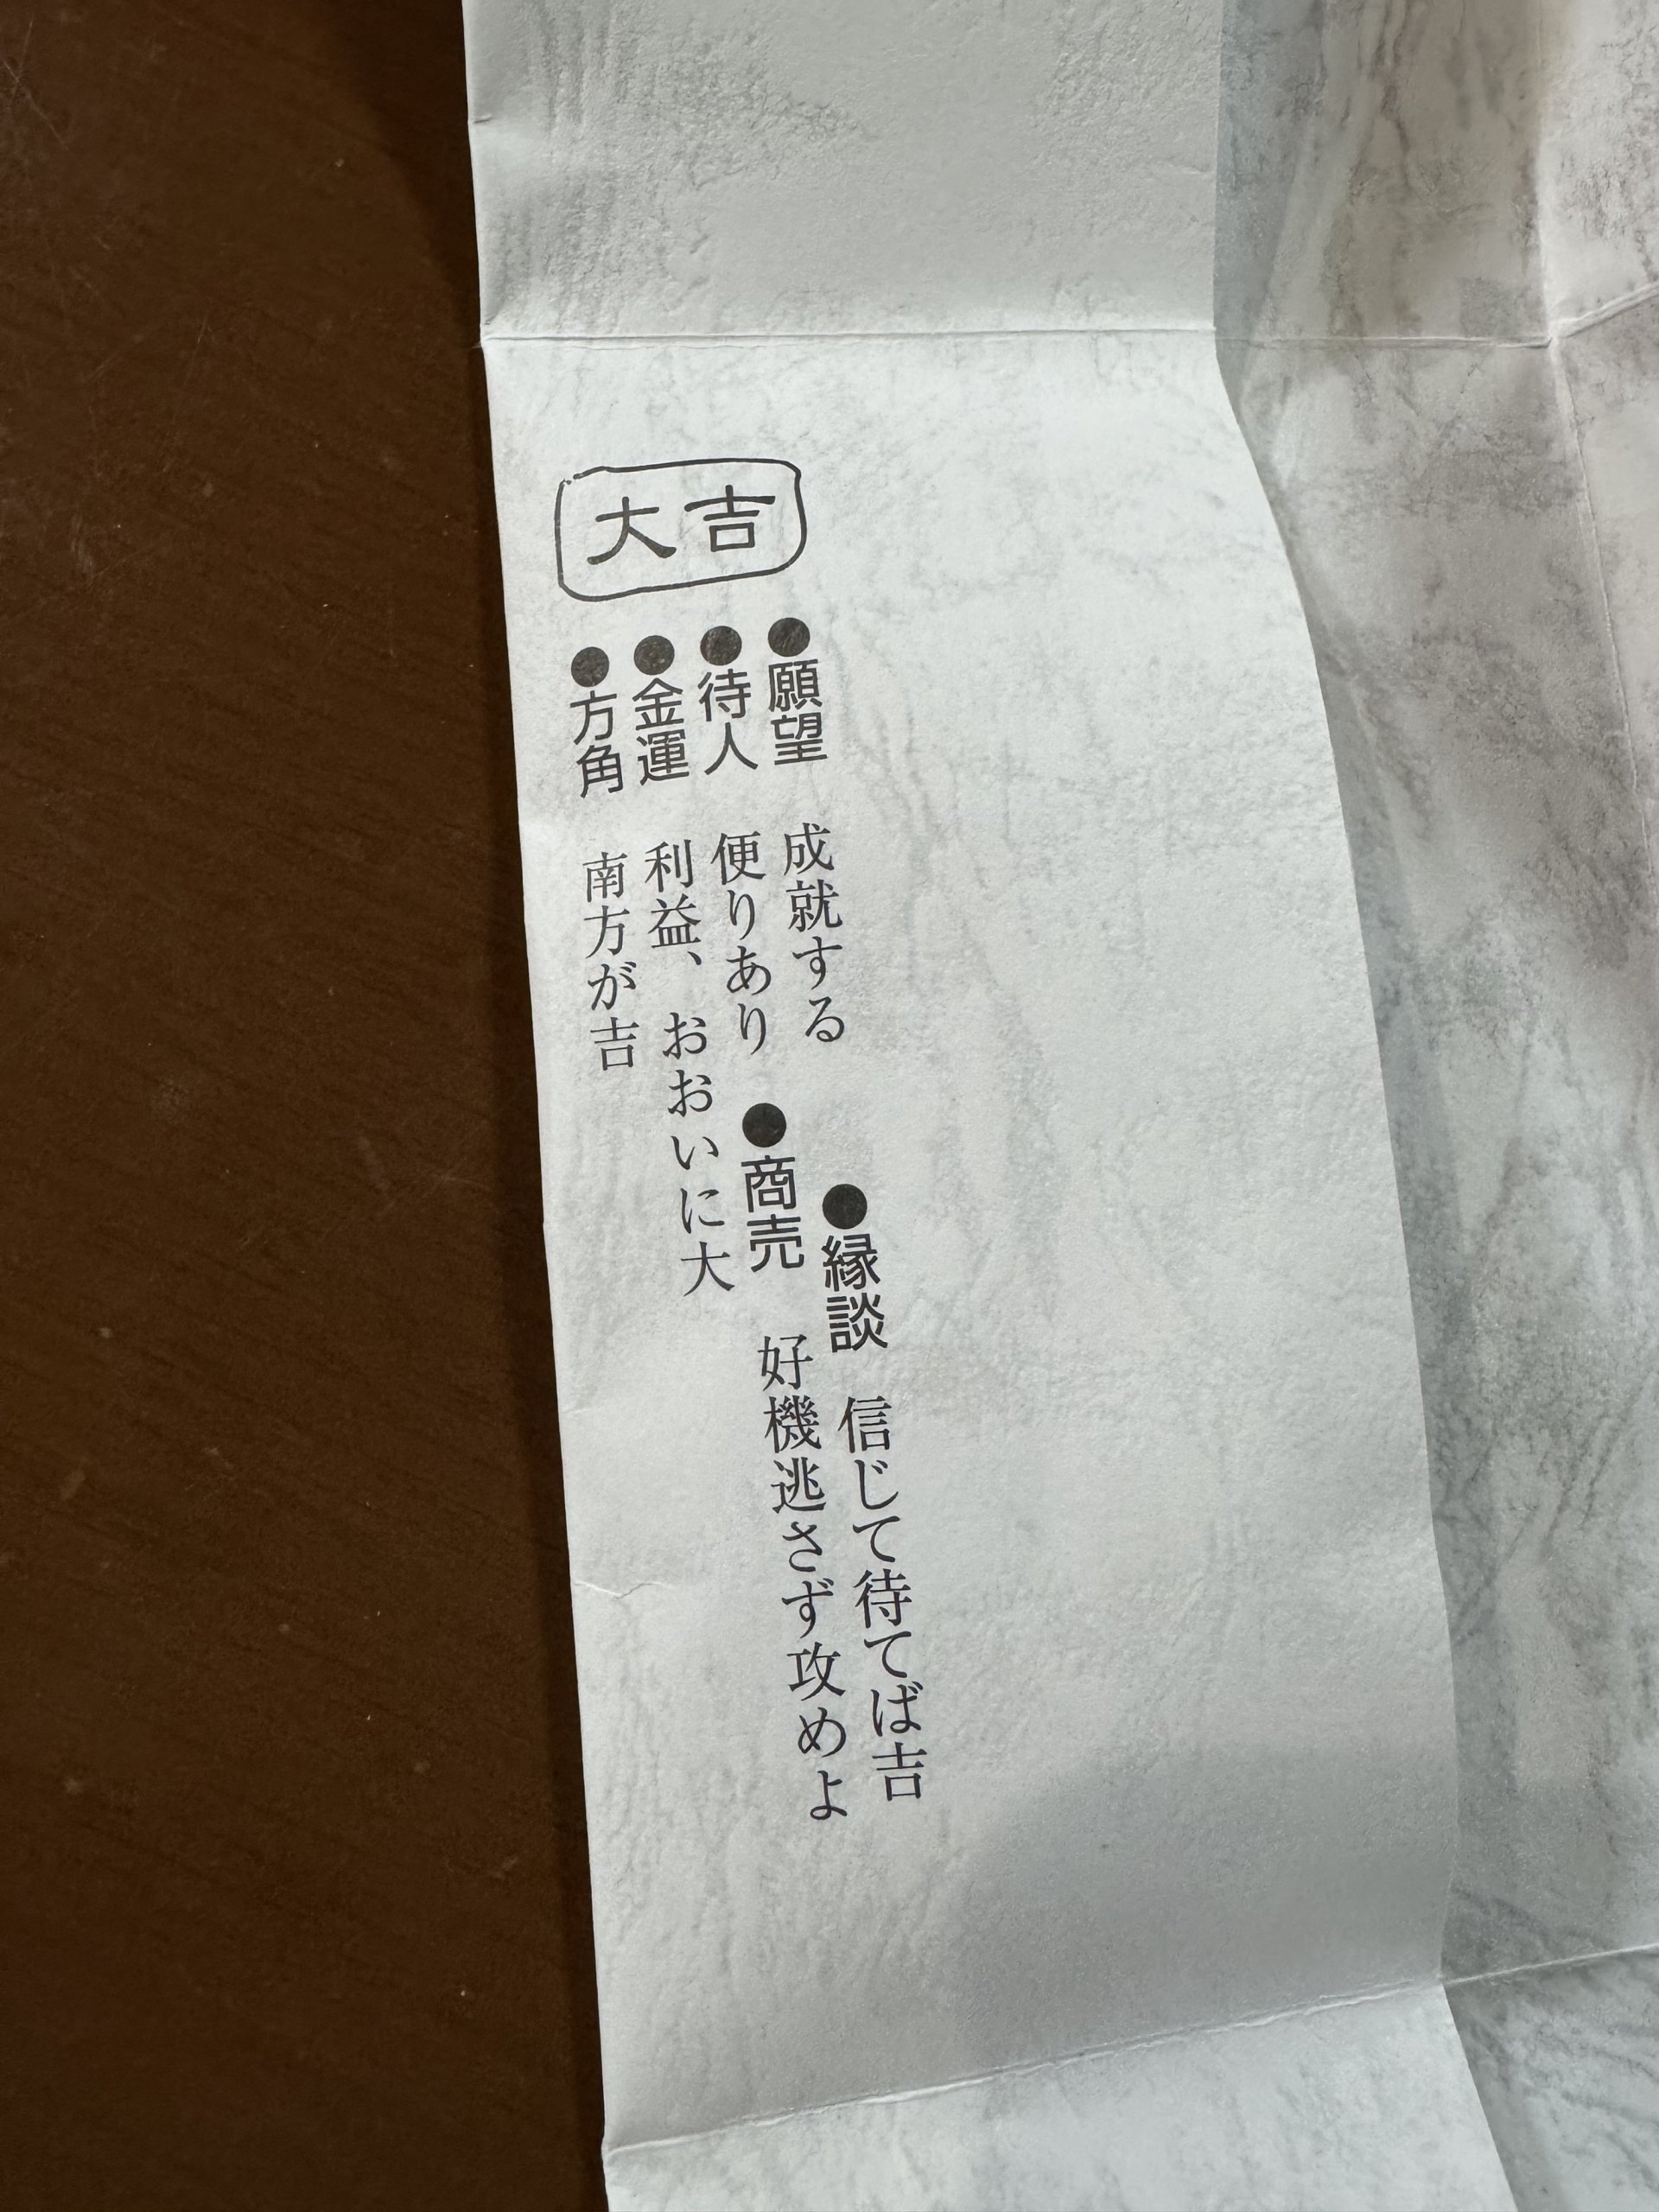 大吉
●願望　成就する　●縁談　信じて待てば吉
●待人　便りあり　●商売　好機逃さず攻めよ
●金運　利益、おおいに大
●方角　南方が吉